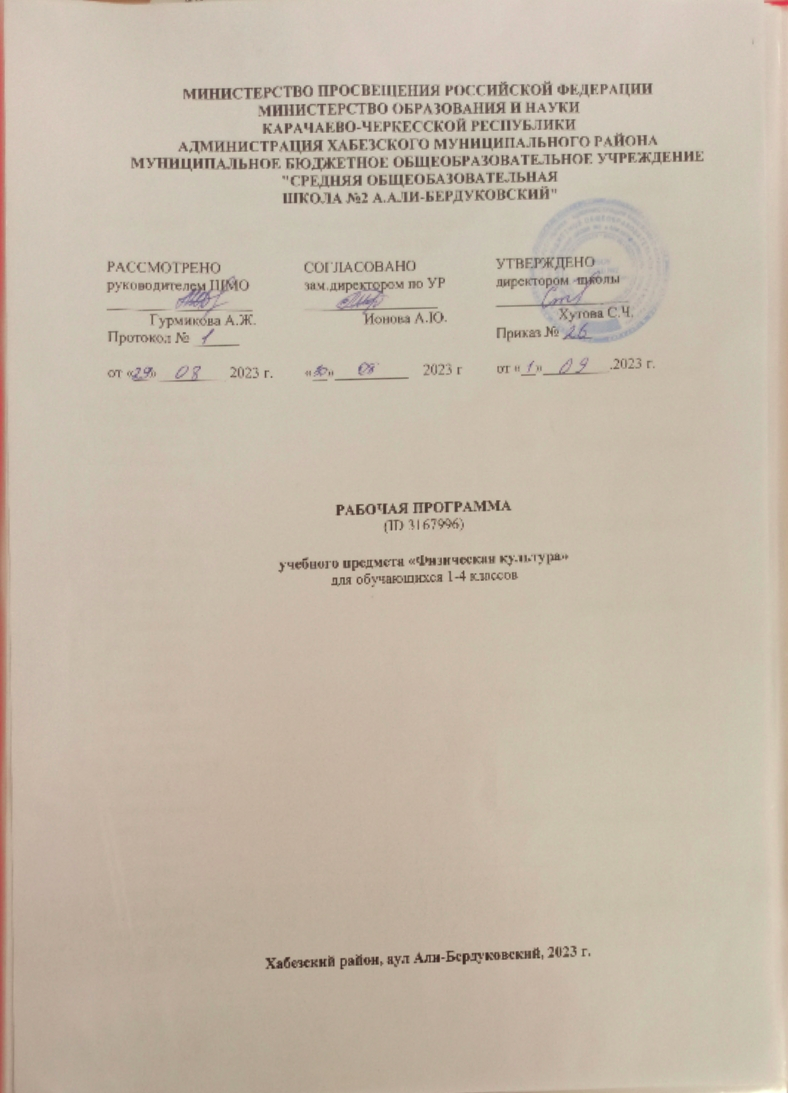 МИНИСТЕРСТВО ПРОСВЕЩЕНИЯ РОССИЙСКОЙ ФЕДЕРАЦИИ
МИНИСТЕРСТВО ОБРАЗОВАНИЯ И НАУКИ
КАРАЧАЕВО-ЧЕРКЕССКОЙ РЕСПУБЛИКИ
АДМИНИСТРАЦИЯ ХАБЕЗСКОГО МУНИЦИПАЛЬНОГО РАЙОНА
МУНИЦИПАЛЬНОЕ БЮДЖЕТНОЕ ОБЩЕОБРАЗОВАТЕЛЬНОЕ УЧРЕЖДЕНИЕ
"СРЕДНЯЯ ОБЩЕОБАЗОВАТЕЛЬНАЯ
ШКОЛА №2 А.АЛИ-БЕРДУКОВСКИЙ"
РАССМОТРЕНО
руководителем ШМО
Гурмикова А.Ж.
Протокол № 1
от «29» 08 2023 г.
СОГЛАСОВАНО
зам.директором по УР
Ионова А.Ю.
«30» 08 2023 г
УТВЕРЖДЕНО
директором школы
Хутова С.Ч.
Приказ № 26
от «1» 09 .2023 г.
РАБОЧАЯ ПРОГРАММА
(ID 3167996)
учебного предмета «Физическая культура»
для обучающихся 1-4 классов
Хабезский район, аул Али-Бердуковский, 2023 г.